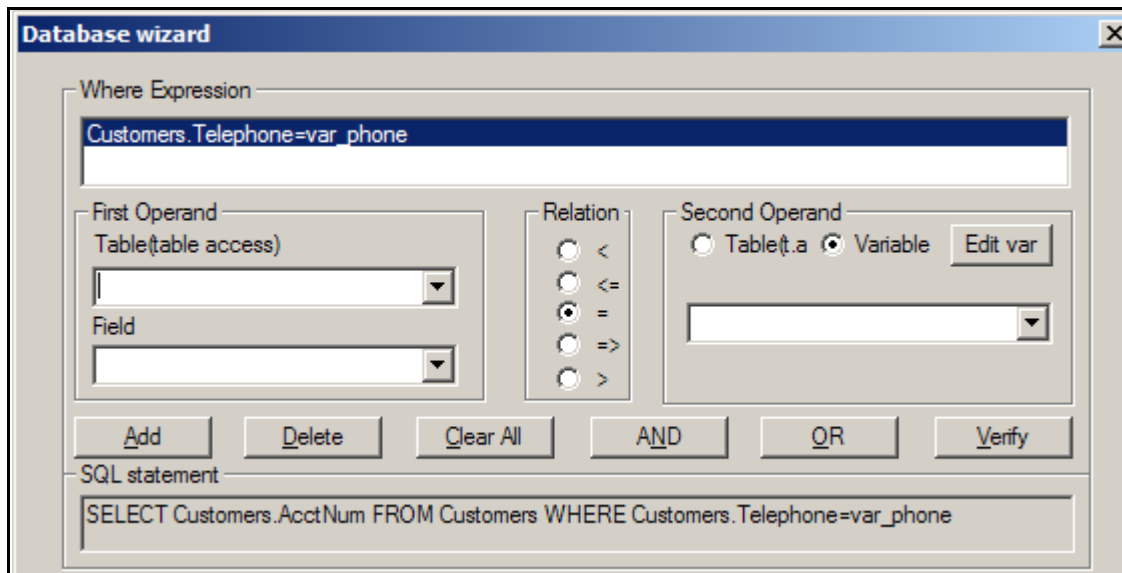 Database wizard
Where Expression
Customers.Telephone=var_phone
First Operand
Table(table access)
Field
Relation
<
<=
=
=>
>
Second Operand
Table(t.a Variable Edit var
Add Delete Clear All AND OR Verify
SQL statement
SELECT Customers.AcctNum FROM Customers WHERE Customers.Telephone=var_phone